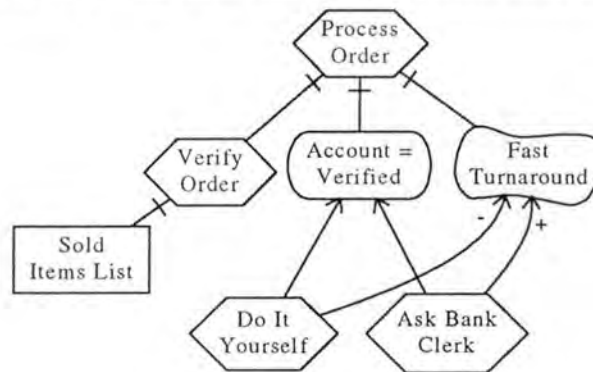 Process
Order
Verify
Order
Account =
Verified
Fast
Turnaround
Sold
Items List
-
+
Do It
Yourself
Ask Bank
Clerk